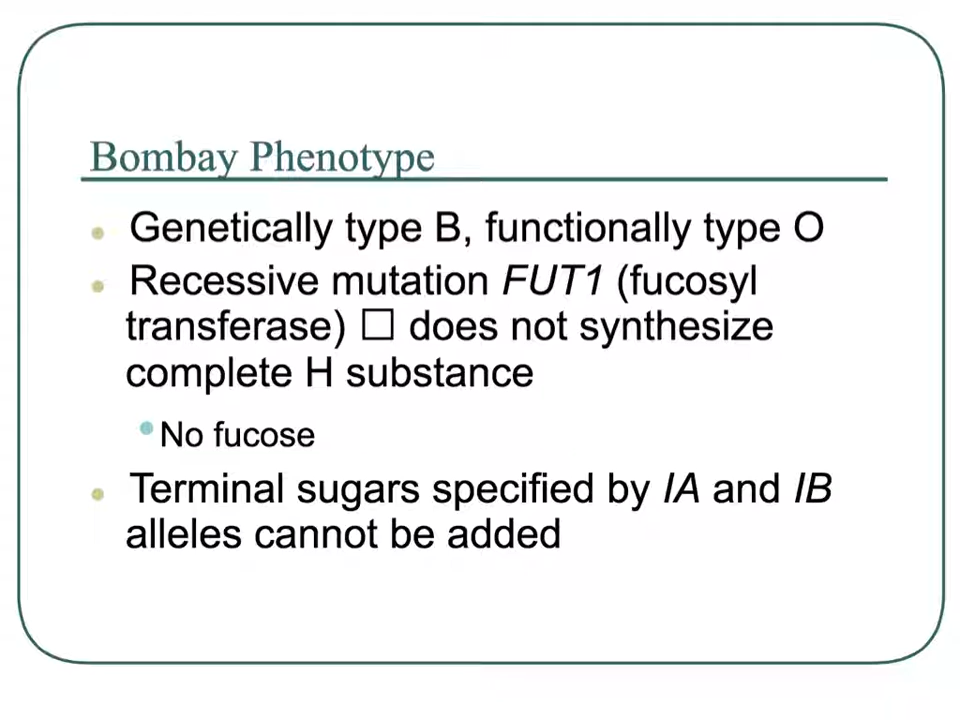 Bombay Phenotype
• Genetically type B, functionally type O
• Recessive mutation FUT1 (fucosyl
transferase) □ does not synthesize
complete H substance
• No fucose
• Terminal sugars specified by IA and IB
alleles cannot be added